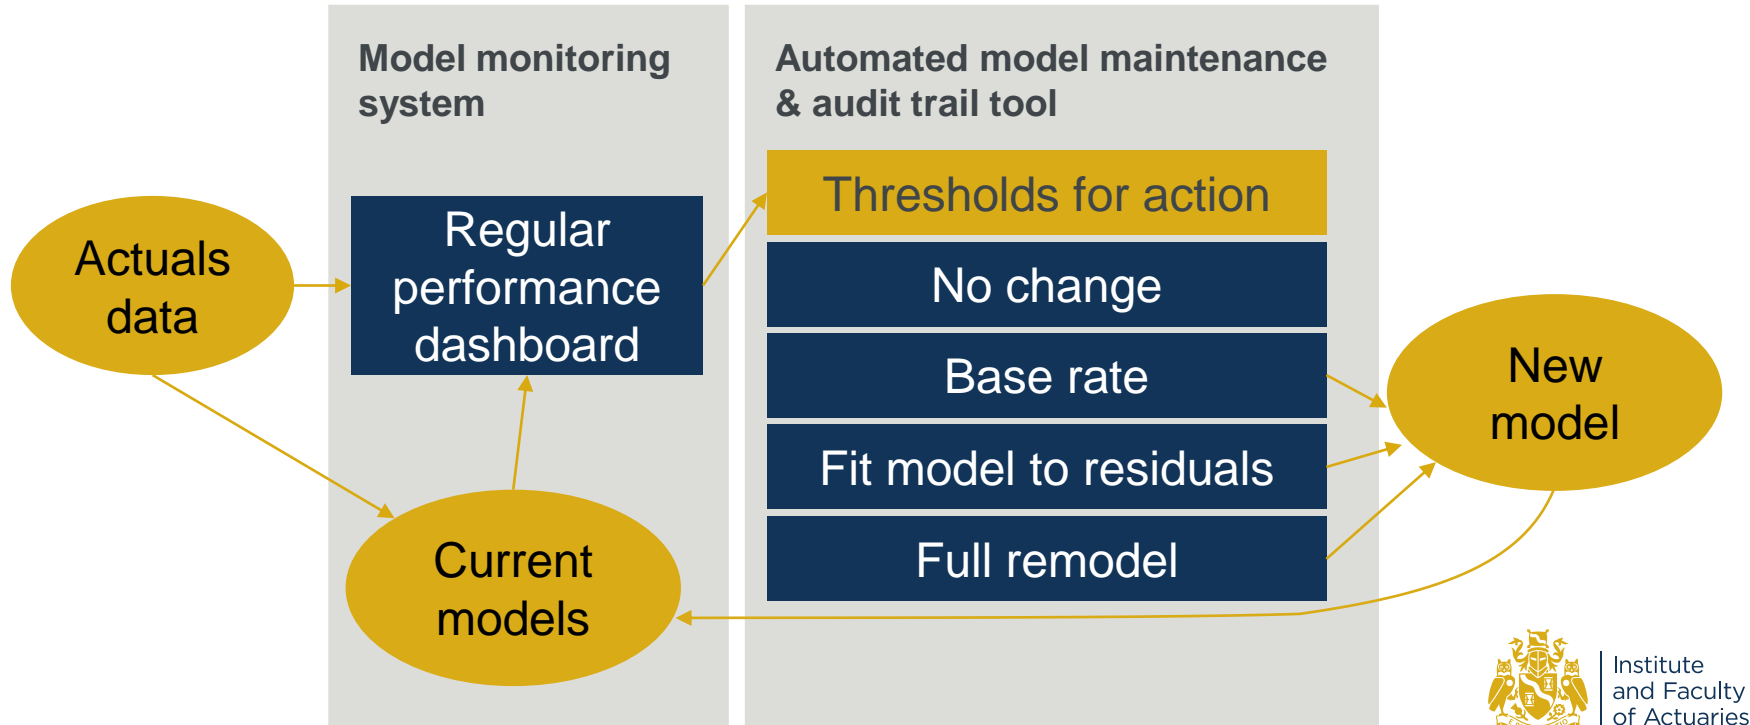 Model monitoring
system
Automated model maintenance
& audit trail tool
Thresholds for action
Actuals
data
Regular
performance
dashboard
No change
Base rate
New
model
Fit model to residuals
Full remodel
Current
models
Institute
and Faculty
of Actuaries